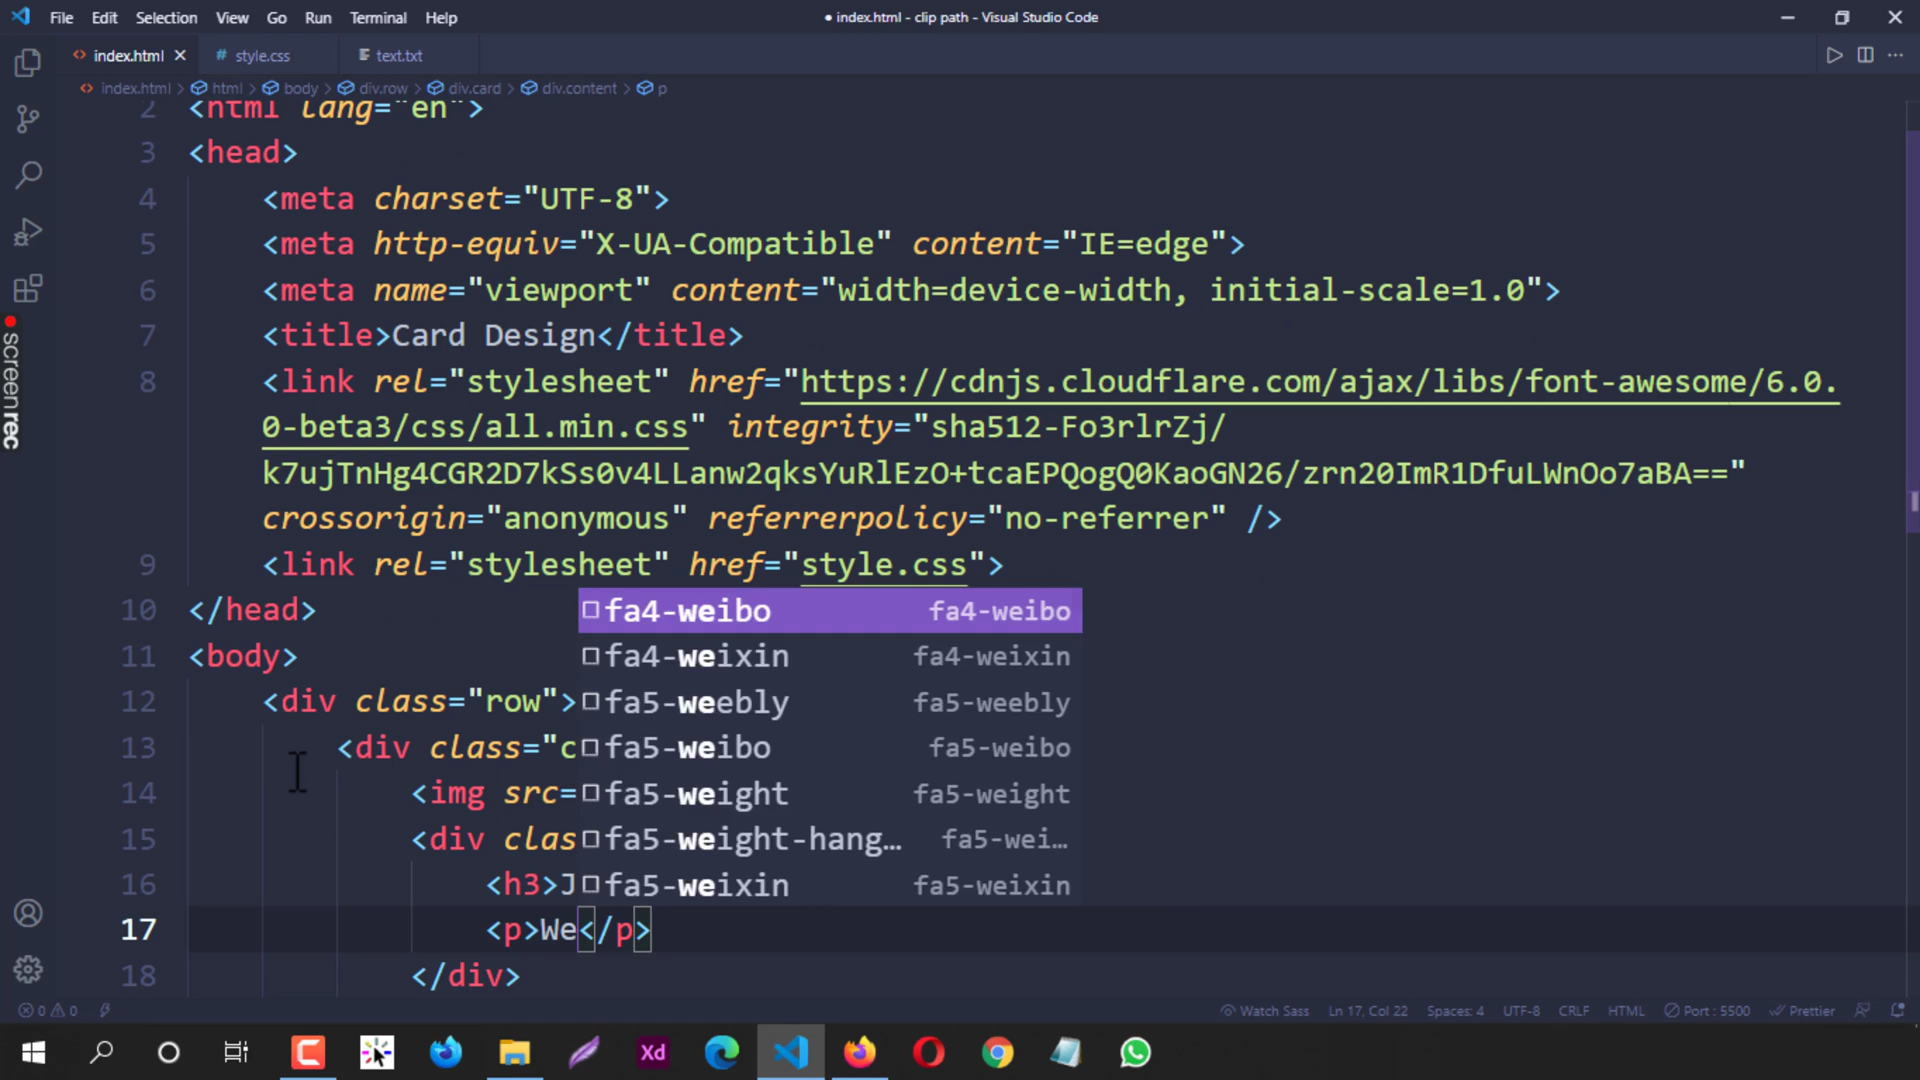 File Edit Selection View Go Run Terminal Help
● index.html - clip path - Visual Studio Code
index.html
# style.css
text.txt
index.html > html > body > div.row > div.card > div.content > p
2 <html lang="en">
3 <head>
4 <meta charset="UTF-8">
5 <meta http-equiv="X-UA-Compatible" content="IE=edge">
6 <meta name="viewport" content="width=device-width, initial-scale=1.0">
7 <title>Card Design</title>
8 <link rel="stylesheet" href="https://cdnjs.cloudflare.com/ajax/libs/font-awesome/6.0.
0-beta3/css/all.min.css" integrity="sha512-Fo3rlrZj/
k7ujTnHg4CGR2D7kSs0v4LLanw2qksYuRlEzO+tcaEPQogQ0KaoGN26/zrn20ImR1DfuLWnOo7aBA=="
crossorigin="anonymous" referrerpolicy="no-referrer" />
9 <link rel="stylesheet" href="style.css">
10 </head>
fa4-weibo fa4-weibo
11 <body>
fa4-weixin fa4-weixin
12 <div class="row">
fa5-weebly fa5-weebly
13 <div class="c
fa5-weibo fa5-weibo
14 <img src=
fa5-weight fa5-weight
15 <div clas
fa5-weight-hang… fa5-wei…
16 <h3>J
fa5-weixin fa5-weixin
17 <p>We</p>
18 </div>
screenrec
0 0
Watch Sass Ln 17, Col 22 Spaces: 4 UTF-8 CRLF HTML Port : 5500 Prettier
Xd